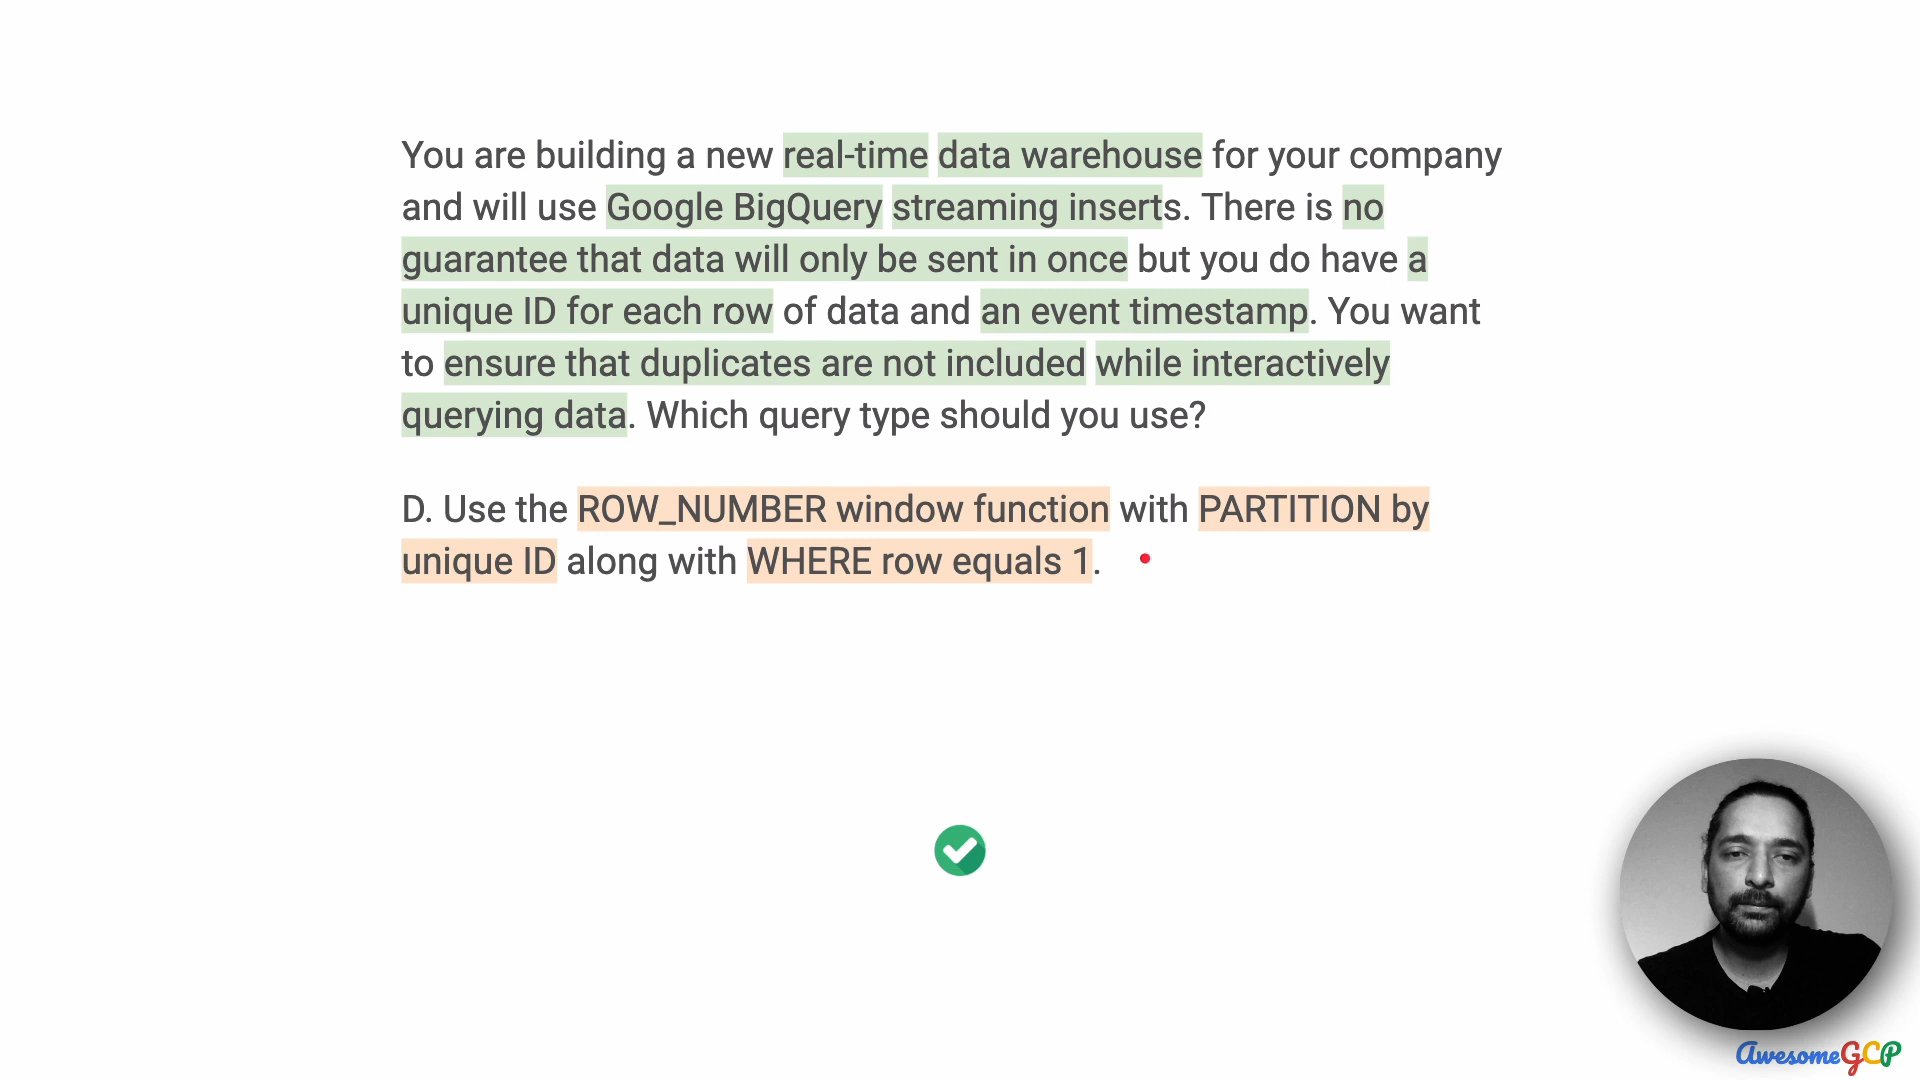 You are building a new real-time data warehouse for your company
and will use Google BigQuery streaming inserts. There is no
guarantee that data will only be sent in once but you do have a
unique ID for each row of data and an event timestamp. You want
to ensure that duplicates are not included while interactively
querying data. Which query type should you use?
D. Use the ROW_NUMBER window function with PARTITION by
unique ID along with WHERE row equals 1.
AwesomeGCP